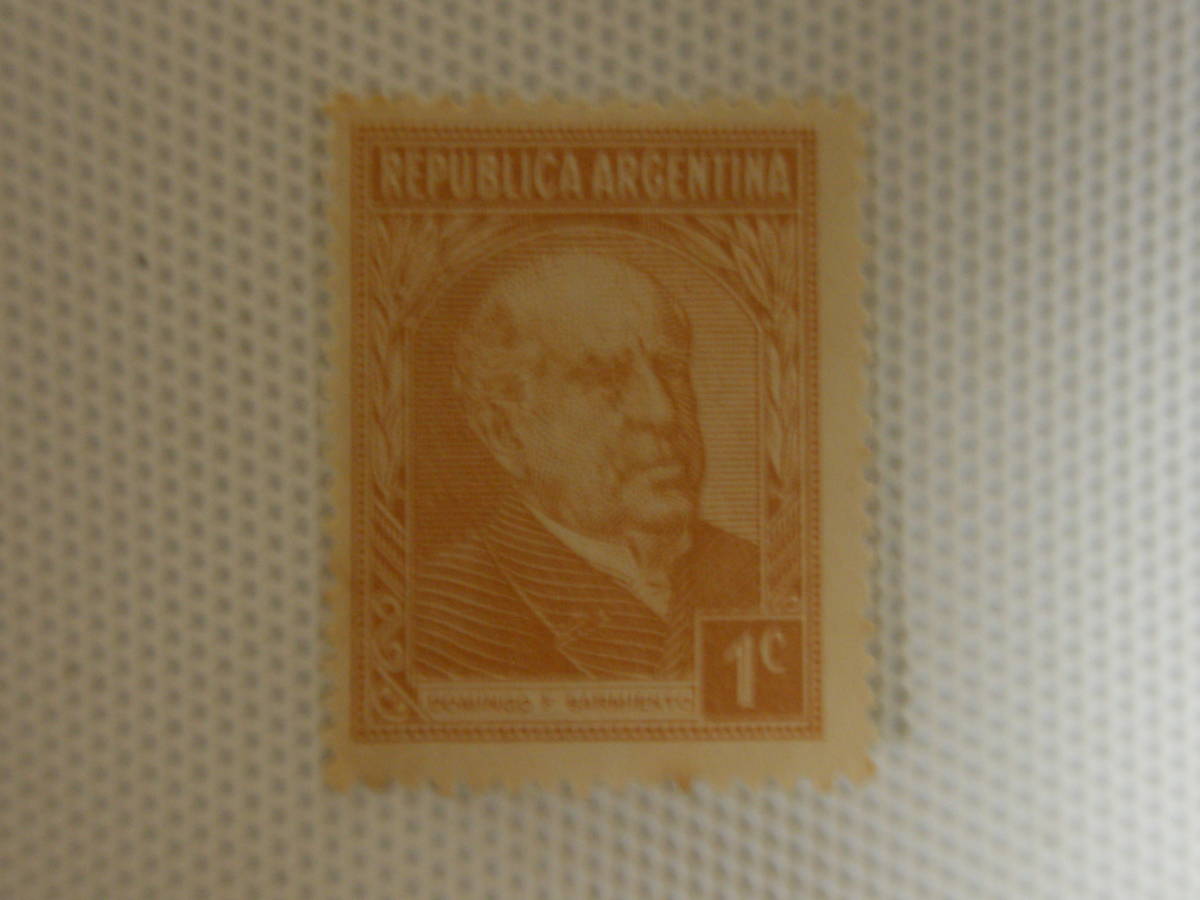 REPUBLICA ARGENTINA
1c
DOMINGO F. SARMIENTO